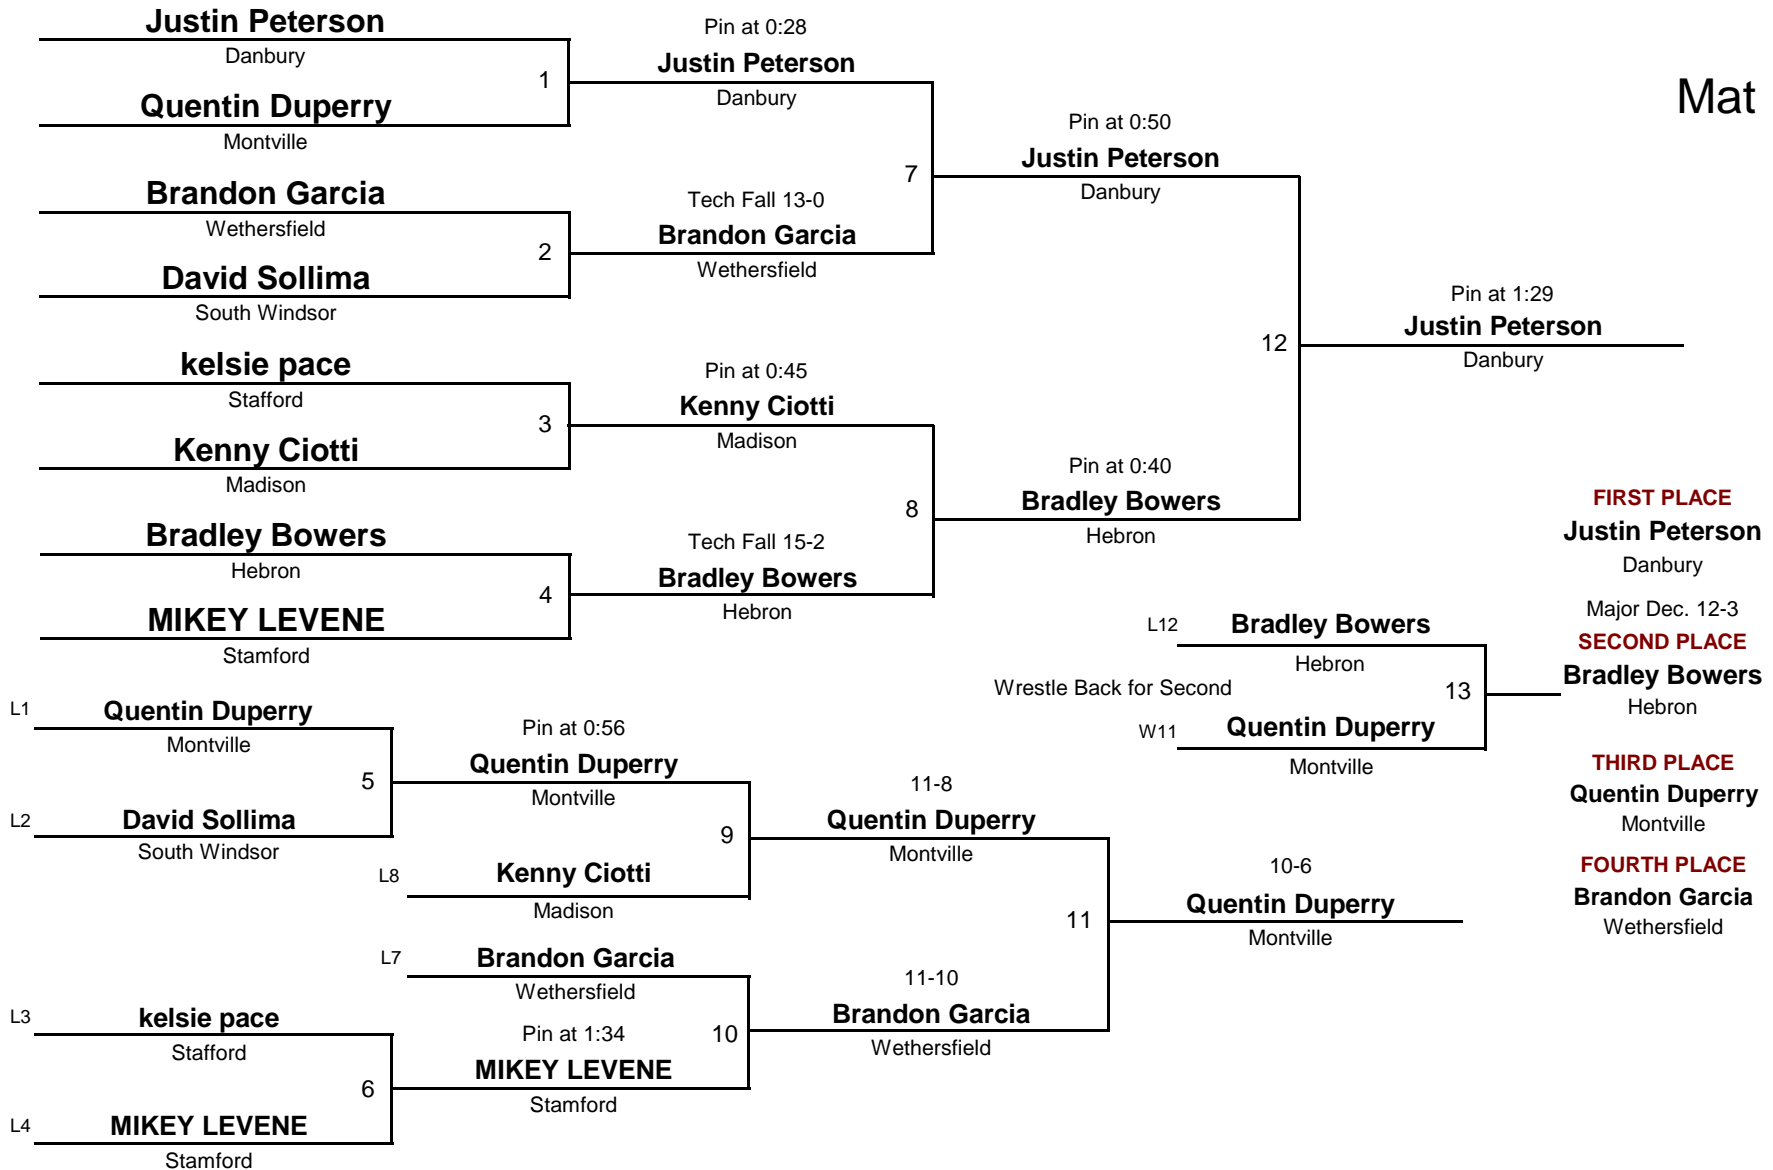 Justin Peterson
Danbury
1
Quentin Duperry
Montville
Brandon Garcia
Wethersfield
2
David Sollima
South Windsor
kelsie pace
Stafford
3
Kenny Ciotti
Madison
Bradley Bowers
Hebron
4
MIKEY LEVENE
Stamford
Pin at 0:28
Justin Peterson
Danbury
7
Tech Fall 13-0
Brandon Garcia
Wethersfield
Pin at 0:45
Kenny Ciotti
Madison
8
Tech Fall 15-2
Bradley Bowers
Hebron
Pin at 0:50
Justin Peterson
Danbury
12
Pin at 0:40
Bradley Bowers
Hebron
Pin at 1:29
Justin Peterson
Danbury
Mat
L1
Quentin Duperry
Montville
5
L2
David Sollima
South Windsor
L3
kelsie pace
Stafford
6
L4
MIKEY LEVENE
Stamford
Pin at 0:56
Quentin Duperry
Montville
9
L8
Kenny Ciotti
Madison
L7
Brandon Garcia
Wethersfield
10
Pin at 1:34
MIKEY LEVENE
Stamford
11-8
Quentin Duperry
Montville
11
11-10
Brandon Garcia
Wethersfield
10-6
Quentin Duperry
Montville
L12
Bradley Bowers
Hebron
Wrestle Back for Second
13
W11
Quentin Duperry
Montville
FIRST PLACE
Justin Peterson
Danbury
Major Dec. 12-3
SECOND PLACE
Bradley Bowers
Hebron
THIRD PLACE
Quentin Duperry
Montville
FOURTH PLACE
Brandon Garcia
Wethersfield